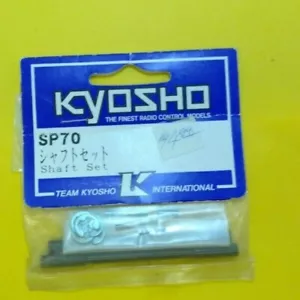 KYOSHO
THE FINEST RADIO CONTROL MODELS
SP70
シャフトセット
Shaft Set
TEAM KYOSHO K INTERNATIONAL